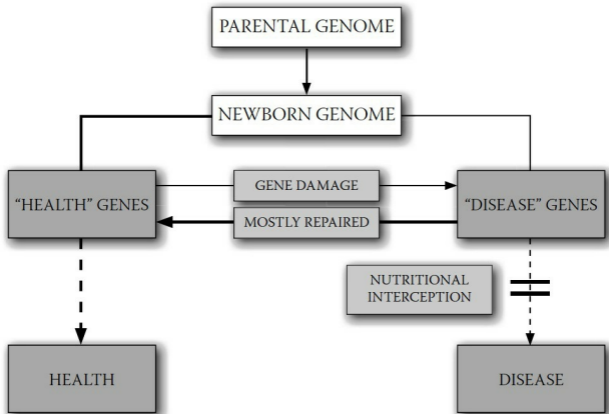 PARENTAL GENOME
NEWBORN GENOME
GENE DAMAGE
"HEALTH" GENES
"DISEASE" GENES
MOSTLY REPAIRED
NUTRITIONAL
INTERCEPTION
HEALTH
DISEASE